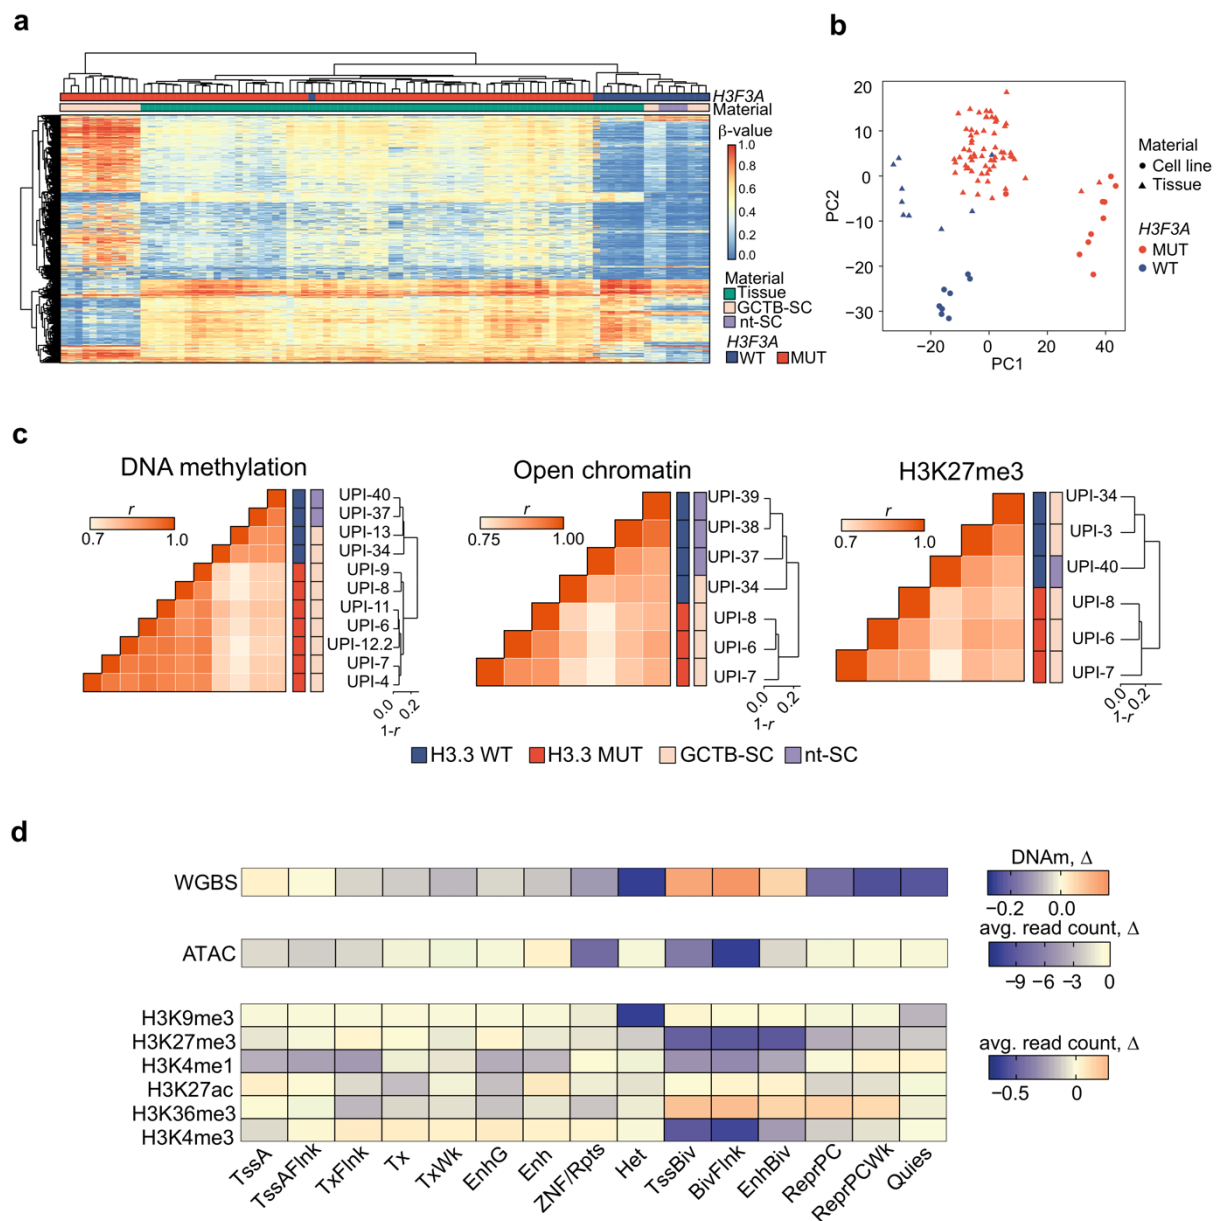 a
H3F3A
Material
β-value
1.0
0.8
0.6
0.4
0.2
0.0
Material
Tissue
GCTB-SC
nt-SC
H3F3A
WT MUT
b
20
10
0
−10
−20
−30
PC2
−20 0 20 40
PC1
Material
Cell line
Tissue
H3F3A
MUT
WT
c
DNA methylation
r
0.7 1.0
UPI-40
UPI-37
UPI-13
UPI-34
UPI-9
UPI-8
UPI-11
UPI-6
UPI-12.2
UPI-7
UPI-4
0.0 0.2
1-r
Open chromatin
r
0.75 1.00
UPI-39
UPI-38
UPI-37
UPI-34
UPI-8
UPI-6
UPI-7
0.0 0.2
1-r
H3K27me3
r
0.7 1.0
UPI-34
UPI-3
UPI-40
UPI-8
UPI-6
UPI-7
0.0 0.2
1-r
H3.3 WT H3.3 MUT GCTB-SC nt-SC
d
WGBS
ATAC
H3K9me3
H3K27me3
H3K4me1
H3K27ac
H3K36me3
H3K4me3
TssA
TssAFlnk
TxFlnk
Tx
TxWk
EnhG
Enh
ZNF/Rpts
Het
TssBiv
BivFlnk
EnhBiv
ReprPC
ReprPCWk
Quies
DNAm, Δ
−0.2 0.0
avg. read count, Δ
−9 −6 −3 0
avg. read count, Δ
−0.5 0